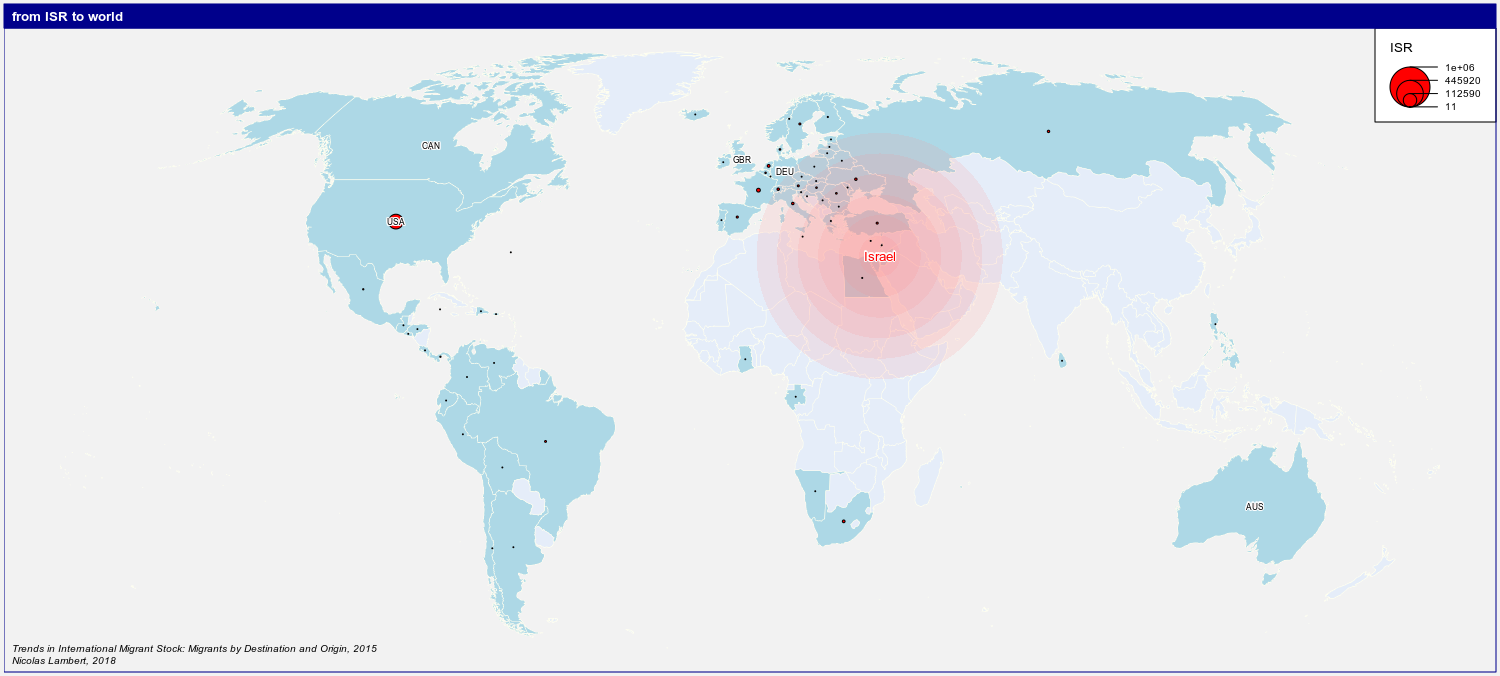 from ISR to world
ISR
1e+06
445920
112590
11
CAN
GBR
DEU
USA
Israel
AUS
Trends in International Migrant Stock: Migrants by Destination and Origin, 2015
Nicolas Lambert, 2018